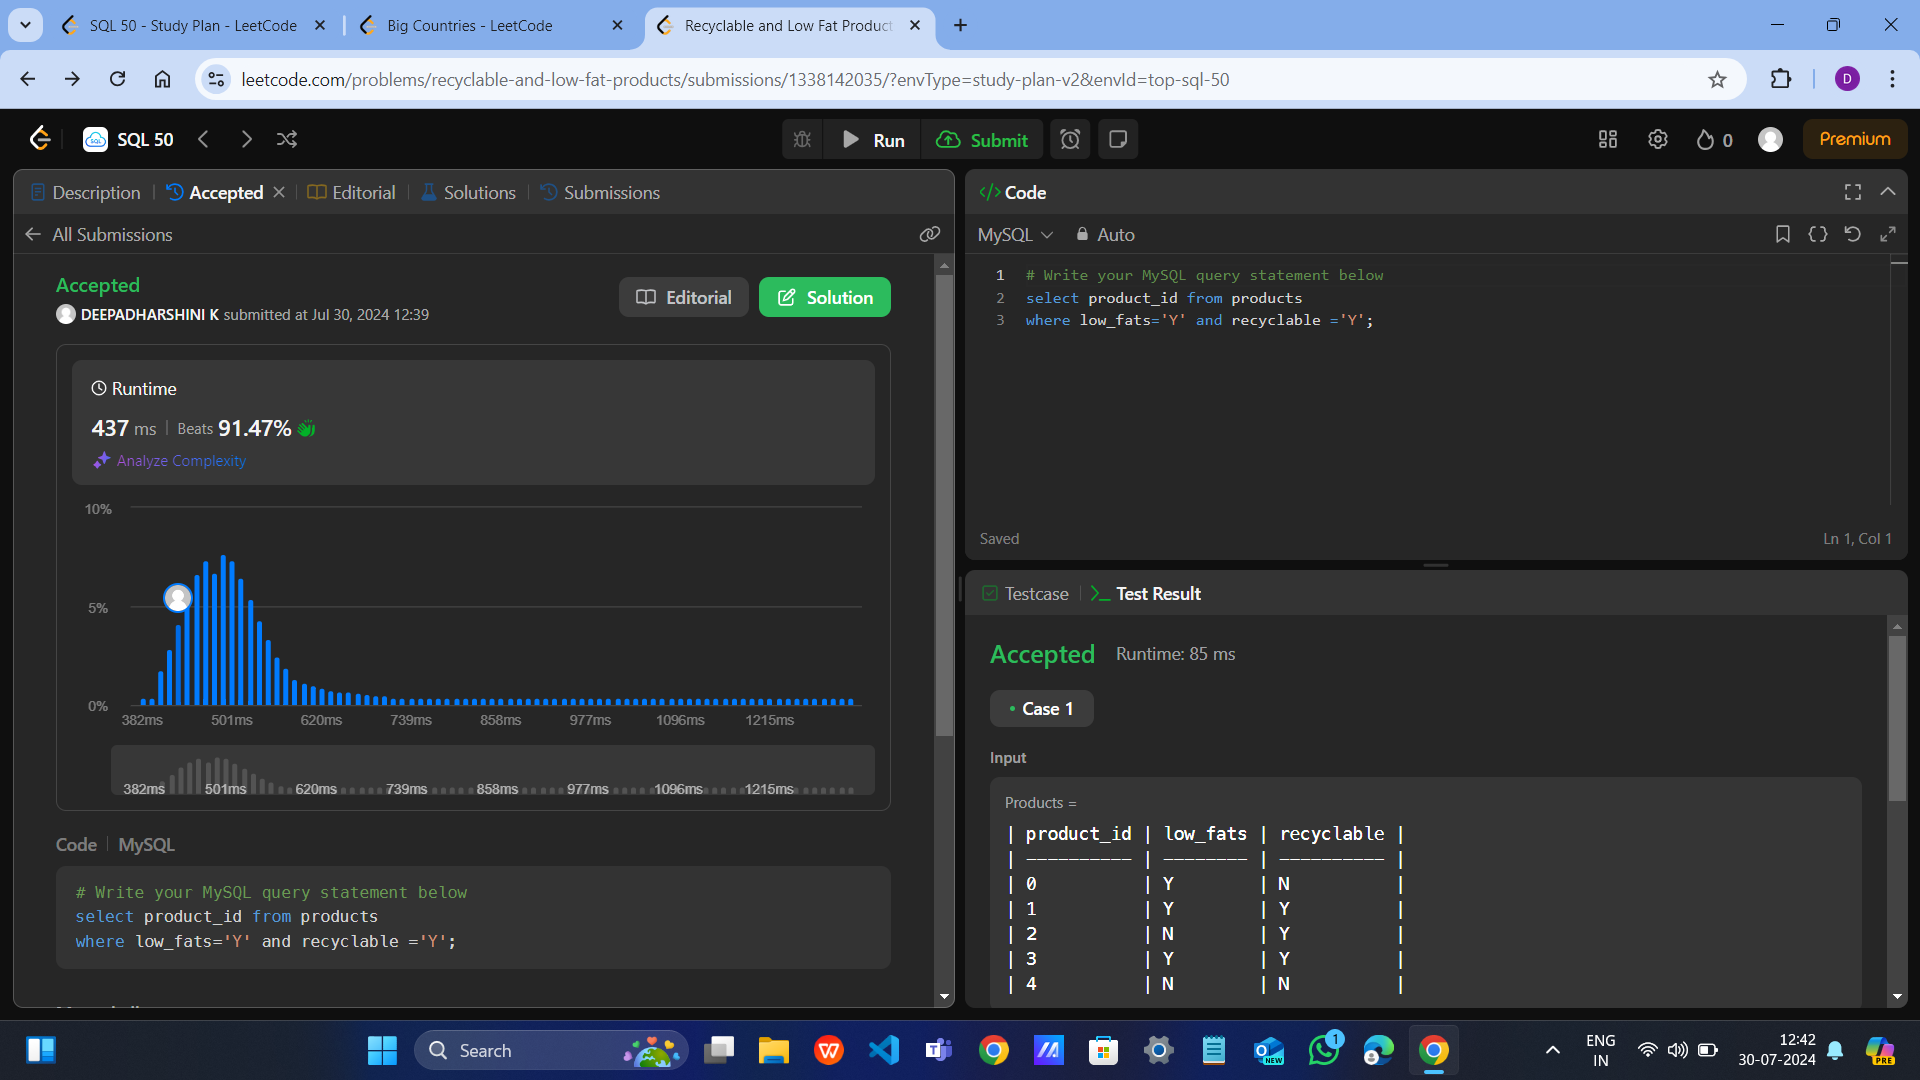 SQL 50 - Study Plan - LeetCode
Big Countries - LeetCode
Recyclable and Low Fat Product
leetcode.com/problems/recyclable-and-low-fat-products/submissions/1338142035/?envType=study-plan-v2&envId=top-sql-50
D
SQL 50
Run
Submit
0
Premium
Description
Accepted
Editorial
Solutions
Submissions
All Submissions
Accepted
DEEPADHARSHINI K submitted at Jul 30, 2024 12:39
Editorial
Solution
Runtime
437 ms | Beats 91.47%
Analyze Complexity
10%
5%
0%
382ms 501ms 620ms 739ms 858ms 977ms 1096ms 1215ms
382ms 501ms 620ms 739ms 858ms 977ms 1096ms 1215ms
Code | MySQL
# Write your MySQL query statement below
select product_id from products
where low_fats='Y' and recyclable ='Y';
Code
MySQL
Auto
1 # Write your MySQL query statement below
2 select product_id from products
3 where low_fats='Y' and recyclable ='Y';
Saved
Ln 1, Col 1
Testcase
Test Result
Accepted
Runtime: 85 ms
• Case 1
Input
Products =
| product_id | low_fats | recyclable |
| ---------- | -------- | ---------- |
| 0 | Y | N |
| 1 | Y | Y |
| 2 | N | Y |
| 3 | Y | Y |
| 4 | N | N |
Search
NEW
1
ENG
IN
12:42
30-07-2024
PRE